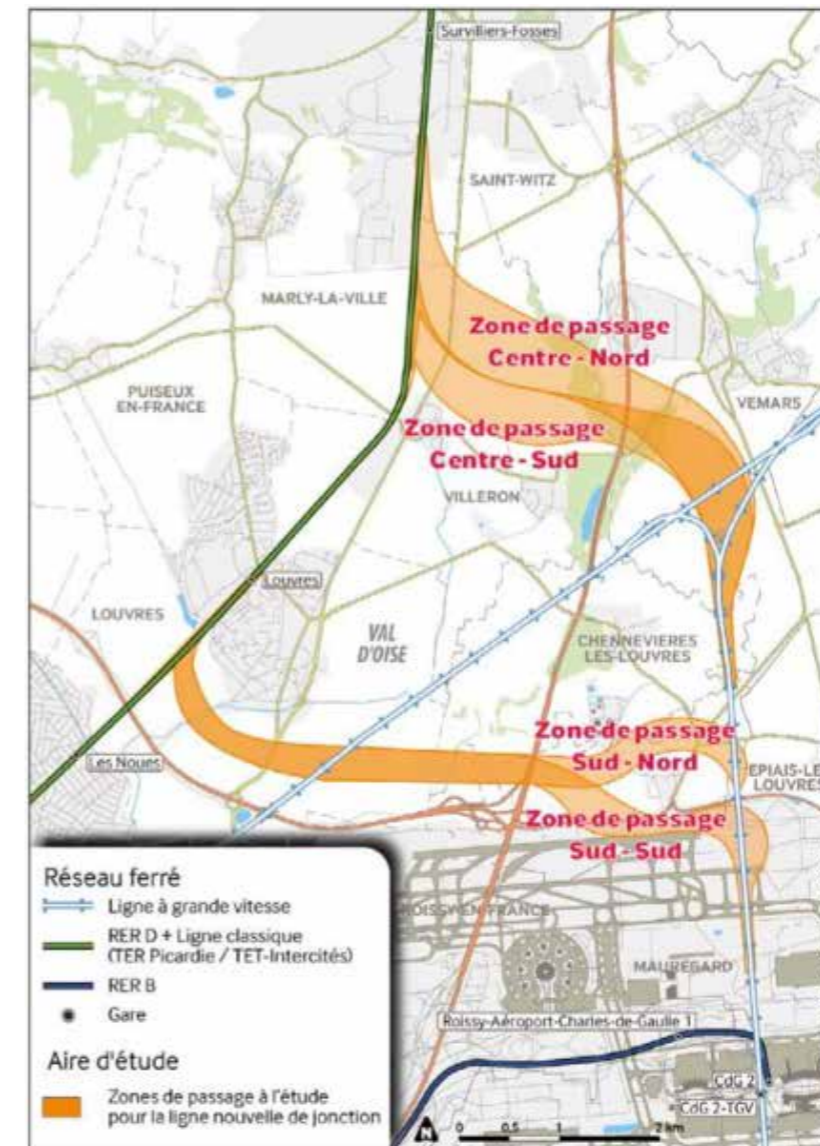 Survilliers-Fosses
SAINT-WITZ
MARLY-LA-VILLE
Zone de passage
Centre - Nord
PUISEUX
EN-FRANCE
VEMARS
Zone de passage
Centre - Sud
VILLERON
Louvres
LOUVRES
VAL
D'OISE
CHENNEVIERES
LES-LOUVRES
Zone de passage
Sud - Nord
Les Noues
EPIAIS-LE
LOUVRES
Zone de passage
Sud - Sud
Réseau ferré
Ligne à grande vitesse
RER D + Ligne classique
(TER Picardie / TET-Intercités)
RER B
Gare
Aire d'étude
Zones de passage à l'étude
pour la ligne nouvelle de jonction
ROISSY-EN-FRANCE
MAUREGARD
Roissy-Aéroport-Charles-de-Gaulle 1
CdG 2
CdG 2-TGV
N
0 0,5 1 2 km